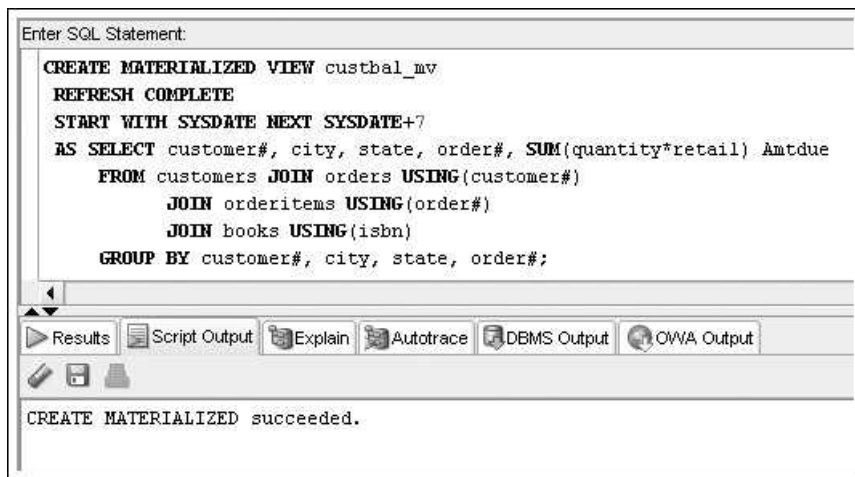 Enter SQL Statement:
CREATE MATERIALIZED VIEW custbal_mv
REFRESH COMPLETE
START WITH SYSDATE NEXT SYSDATE+7
AS SELECT customer#, city, state, order#, SUM(quantity*retail) Amtdue
FROM customers JOIN orders USING(customer#)
JOIN orderitems USING(order#)
JOIN books USING(isbn)
GROUP BY customer#, city, state, order#;
Results Script Output Explain Autotrace DBMS Output OWA Output
CREATE MATERIALIZED succeeded.